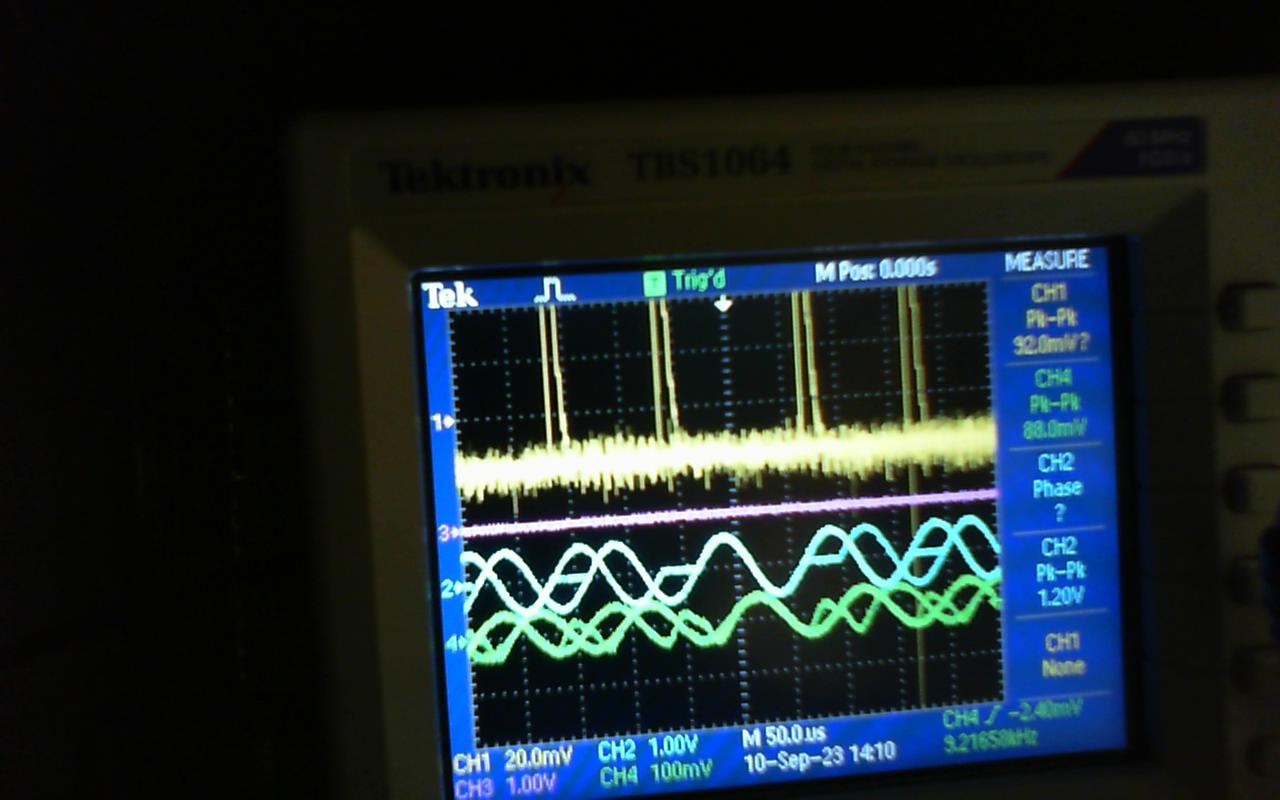 Tektronix TBS1064
Tek Trig'd M Pos: 0.000s MEASURE
CH1
Pk-Pk
92.0mV?
CH4
Pk-Pk
88.0mV
CH2
Phase
?
CH2
Pk-Pk
1.20V
CH1
None
1
3
2
4
CH1 20.0mV CH2 1.00V M 50.0us CH4 / -2.40mV
CH3 1.00V CH4 100mV 10-Sep-23 14:10 9.21658kHz